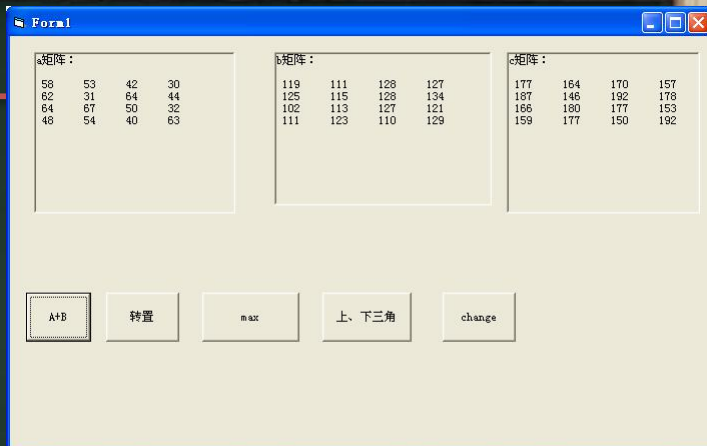 Form1
a矩阵：
58 53 42 30
62 31 64 44
64 67 50 32
48 54 40 63
b矩阵：
119 111 128 127
125 115 128 134
102 113 127 121
111 123 110 129
c矩阵：
177 164 170 157
187 146 192 178
166 180 177 153
159 177 150 192
A+B
转置
max
上、下三角
change